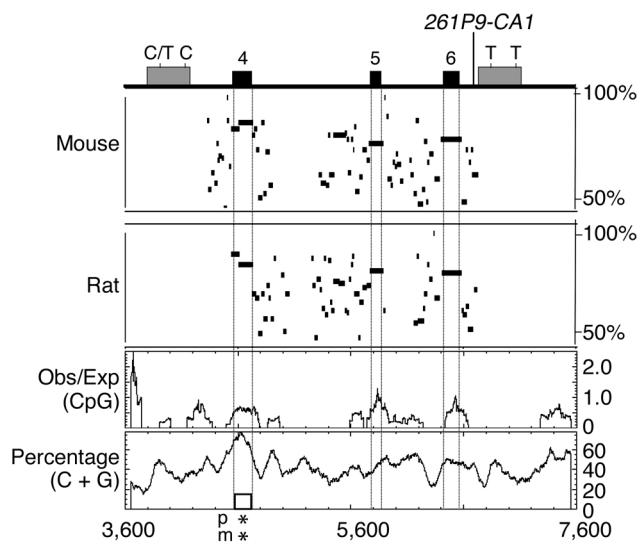 261P9-CA1
C/T C 4 5 6 T T
100%
Mouse
50%
100%
Rat
50%
2.0
Obs/Exp
1.0
(CpG)
0
60
Percentage
40
(C + G)
20
0
p *
3,600 5,600 7,600
m *